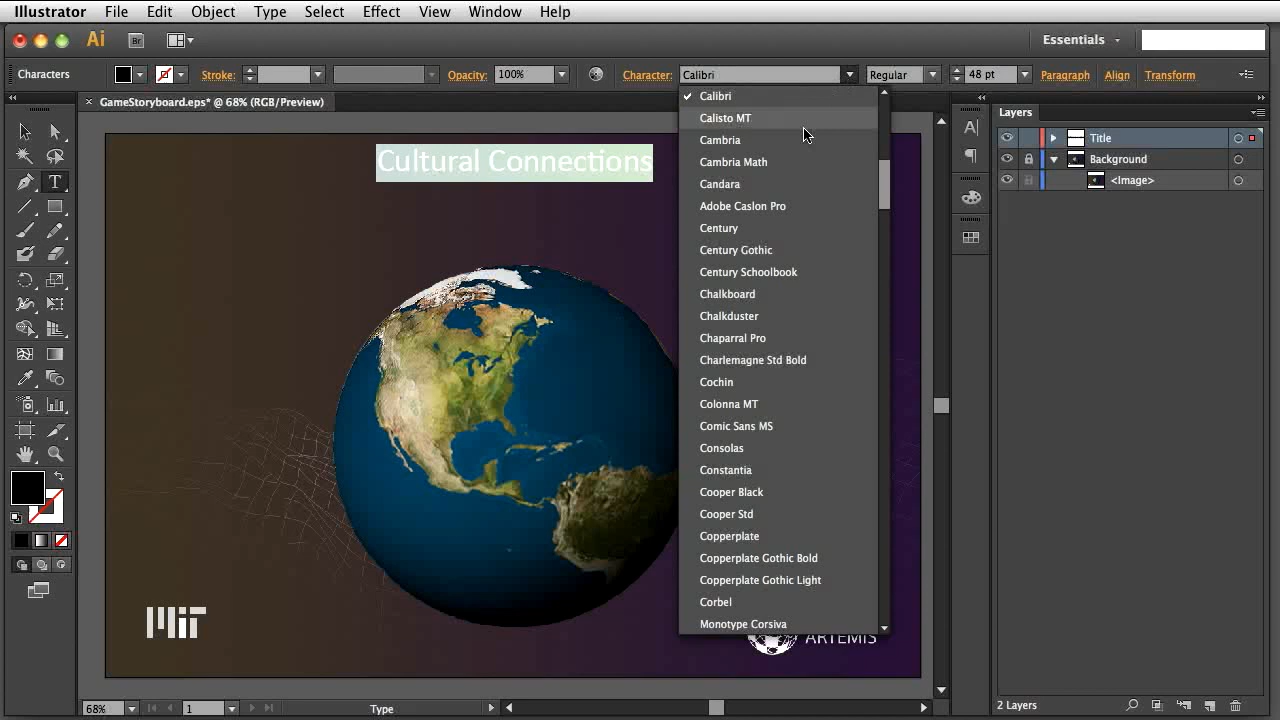 Illustrator File Edit Object Type Select Effect View Window Help
Ai Br Essentials
Characters Stroke: Opacity: 100% Character: Calibri Regular 48 pt Paragraph Align Transform
× GameStoryboard.eps* @ 68% (RGB/Preview)
Cultural Connections
MIT
ARTEMIS
✓ Calibri
Calisto MT
Cambria
Cambria Math
Candara
Adobe Caslon Pro
Century
Century Gothic
Century Schoolbook
Chalkboard
Chalkduster
Chaparral Pro
Charlemagne Std Bold
Cochin
Colonna MT
Comic Sans MS
Consolas
Constantia
Cooper Black
Cooper Std
Copperplate
Copperplate Gothic Bold
Copperplate Gothic Light
Corbel
Monotype Corsiva
Layers
Title
Background
<Image>
2 Layers
68% 1 Type